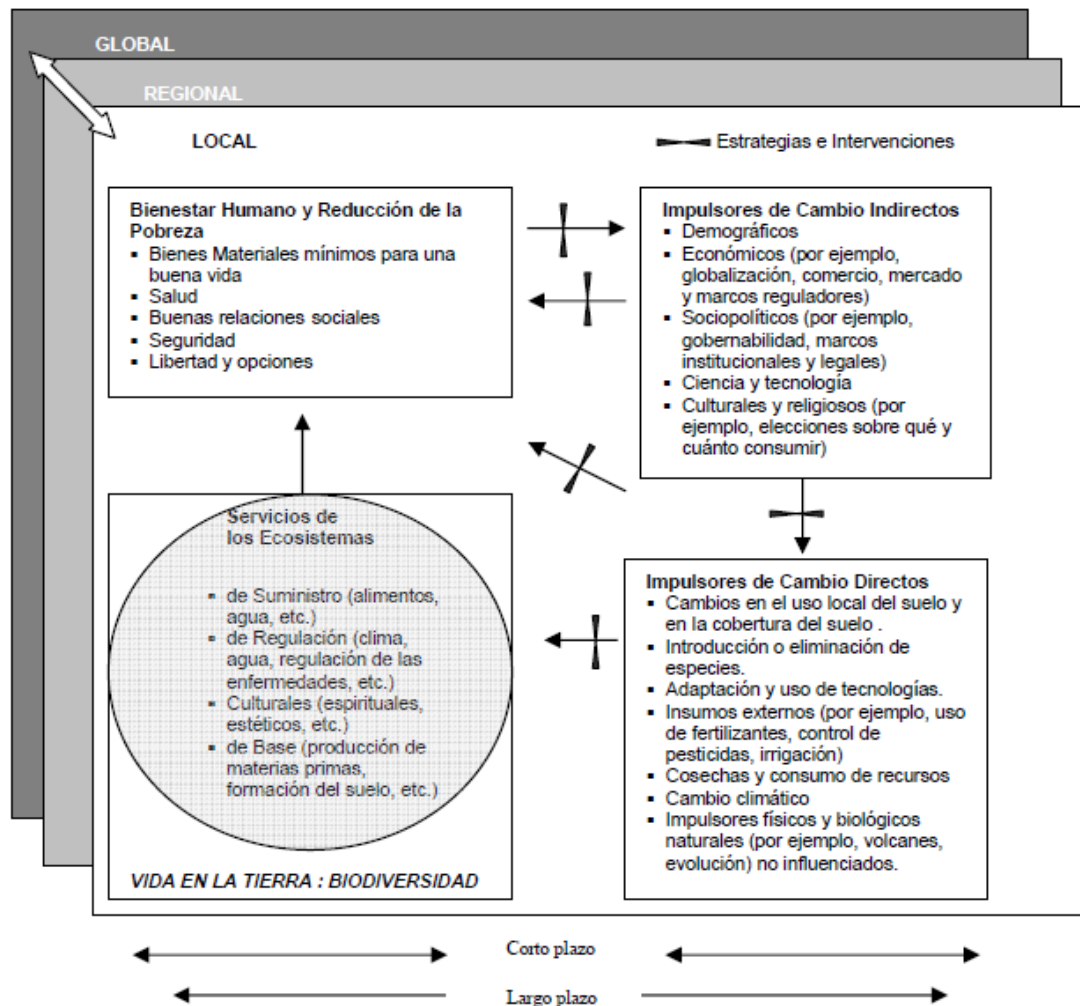 GLOBAL
REGIONAL
LOCAL
Estrategias e Intervenciones
Bienestar Humano y Reducción de la
Pobreza
▪ Bienes Materiales mínimos para una
buena vida
▪ Salud
▪ Buenas relaciones sociales
▪ Seguridad
▪ Libertad y opciones
Impulsores de Cambio Indirectos
▪ Demográficos
▪ Económicos (por ejemplo,
globalización, comercio, mercado
y marcos reguladores)
▪ Sociopolíticos (por ejemplo,
gobernabilidad, marcos
institucionales y legales)
▪ Ciencia y tecnología
▪ Culturales y religiosos (por
ejemplo, elecciones sobre qué y
cuánto consumir)
Servicios de
los Ecosistemas
▪ de Suministro (alimentos,
agua, etc.)
▪ de Regulación (clima,
agua, regulación de las
enfermedades, etc.)
▪ Culturales (espirituales,
estéticos, etc.)
▪ de Base (producción de
materias primas,
formación del suelo, etc.)
VIDA EN LA TIERRA : BIODIVERSIDAD
Impulsores de Cambio Directos
▪ Cambios en el uso local del suelo y
en la cobertura del suelo .
▪ Introducción o eliminación de
especies.
▪ Adaptación y uso de tecnologías.
▪ Insumos externos (por ejemplo, uso
de fertilizantes, control de
pesticidas, irrigación)
▪ Cosechas y consumo de recursos
▪ Cambio climático
▪ Impulsores físicos y biológicos
naturales (por ejemplo, volcanes,
evolución) no influenciados.
Corto plazo
Largo plazo